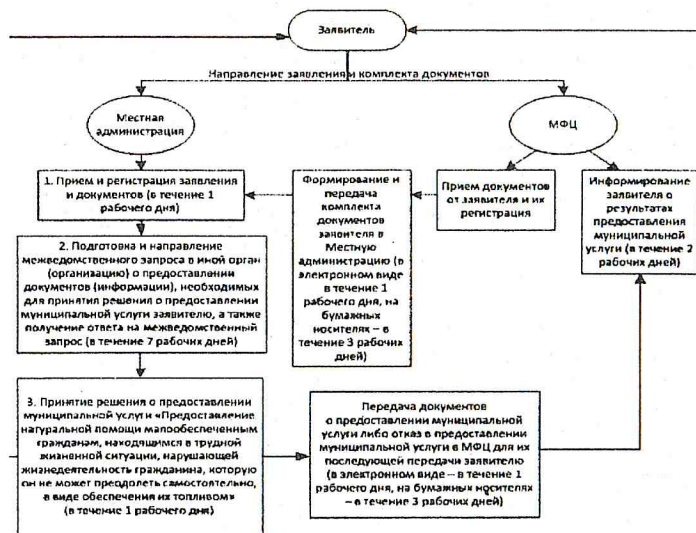 Заявитель
Направление заявления и комплекта документов
Местная
администрация
МФЦ
1. Прием и регистрация заявления
и документов (в течение 1
рабочего дня)
Формирование и
передача
комплекта
документов
заявителя в
Местную
администрацию (в
электронном виде
в течение 1
рабочего дня, на
бумажных
носителях – в
течение 3 рабочих
дней)
Прием документов
от заявителя и их
регистрация
Информирование
заявителя о
результатах
предоставления
муниципальной
услуги (в течение 2
рабочих дней)
2. Подготовка и направление
межведомственного запроса в иной орган
(организацию) о предоставлении
документов (информации), необходимых
для принятия решения о предоставлении
муниципальной услуги заявителю, а также
получение ответа на межведомственный
запрос (в течение 7 рабочих дней)
3. Принятие решения о предоставлении
муниципальной услуги «Предоставление
натуральной помощи малообеспеченным
гражданам, находящимся в трудной
жизненной ситуации, нарушающей
жизнедеятельность гражданина, которую
он не может преодолеть самостоятельно,
в виде обеспечения их топливом»
(в течение 1 рабочего дня)
Передача документов
о предоставлении муниципальной
услуги либо отказ в предоставлении
муниципальной услуги в МФЦ для их
последующей передачи заявителю
(в электронном виде – в течение 1
рабочего дня, на бумажных носителях
– в течение 3 рабочих дней)